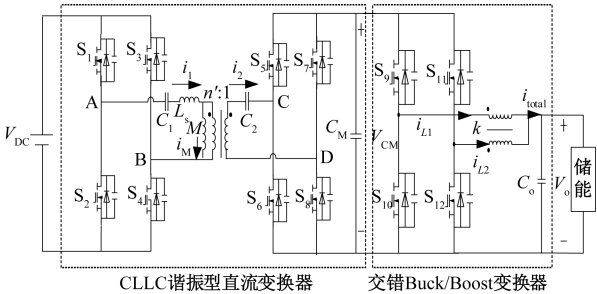 S1 S3 i1 i2 S5 S7 + S9 S11
A C1 Ls n':1 C2 C itotal
VDC M iM CM VCM iL1 k +
B D iL2 Co Vo 储能
S2 S4 S6 S8 S10 S12
− −
CLLC谐振型直流变换器 交错Buck/Boost变换器